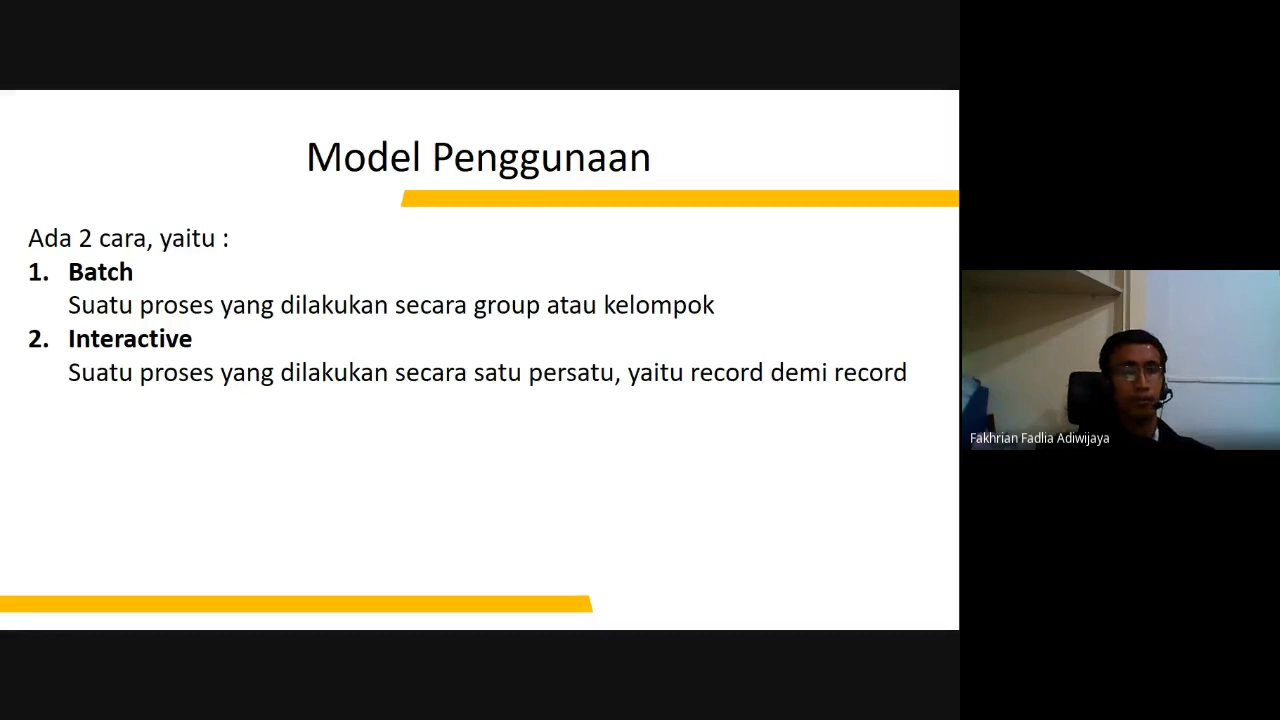 Model Penggunaan
Ada 2 cara, yaitu :
1. Batch
Suatu proses yang dilakukan secara group atau kelompok
2. Interactive
Suatu proses yang dilakukan secara satu persatu, yaitu record demi record
Fakhrian Fadlia Adiwijaya